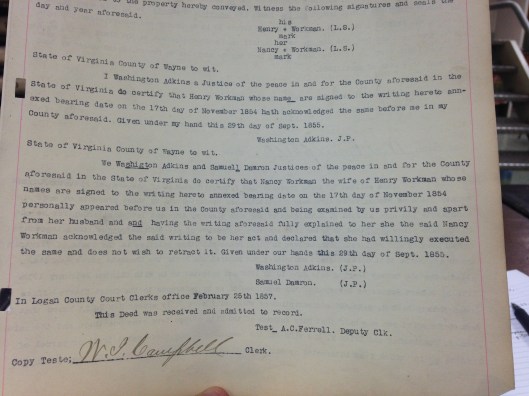 the property hereby conveyed. Witness the following signatures and seals the
day and year aforesaid.
his
Henry + Workman. (L.S.)
mark
her
Nancy + Workman. (L.S.)
mark
State of Virginia County of Wayne to wit.
I Washington Adkins a Justice of the peace in and for the County aforesaid in the
State of Virginia do certify that Henry Workman whose name are signed to the writing hereto ann-
exed bearing date on the 17th day of November 1854 hath acknowledged the same before me in my
County aforesaid. Given under my hand this 29th day of Sept. 1855.
Washington Adkins. J.P.
State of Virginia County of Wayne to wit.
We Washington Adkins and Samuell Damron Justices of the peace in and for the County
aforesaid in the State of Virginia do certify that Nancy Workman the wife of Henry Workman whose
names are signed to the writing hereto annexed bearing date on the 17th day of November 1854
personally appeared before us in the County aforesaid and being examined by us privily and apart
from her husband and and having the writing aforesaid fully explained to her she the said Nancy
Workman acknowledged the said writing to be her act and declared that she had willingly executed
the same and does not wish to retract it. Given under our hands this 29th day of Sept. 1855.
Washington Adkins. (J.P.)
Samuel Damron. (J.P.)
In Logan County Court Clerks office February 25th 1857.
This Deed was received and admitted to record.
Test_ A.C.Ferrell. Deputy Clk.
Copy Teste; W. I. Campbell Clerk.